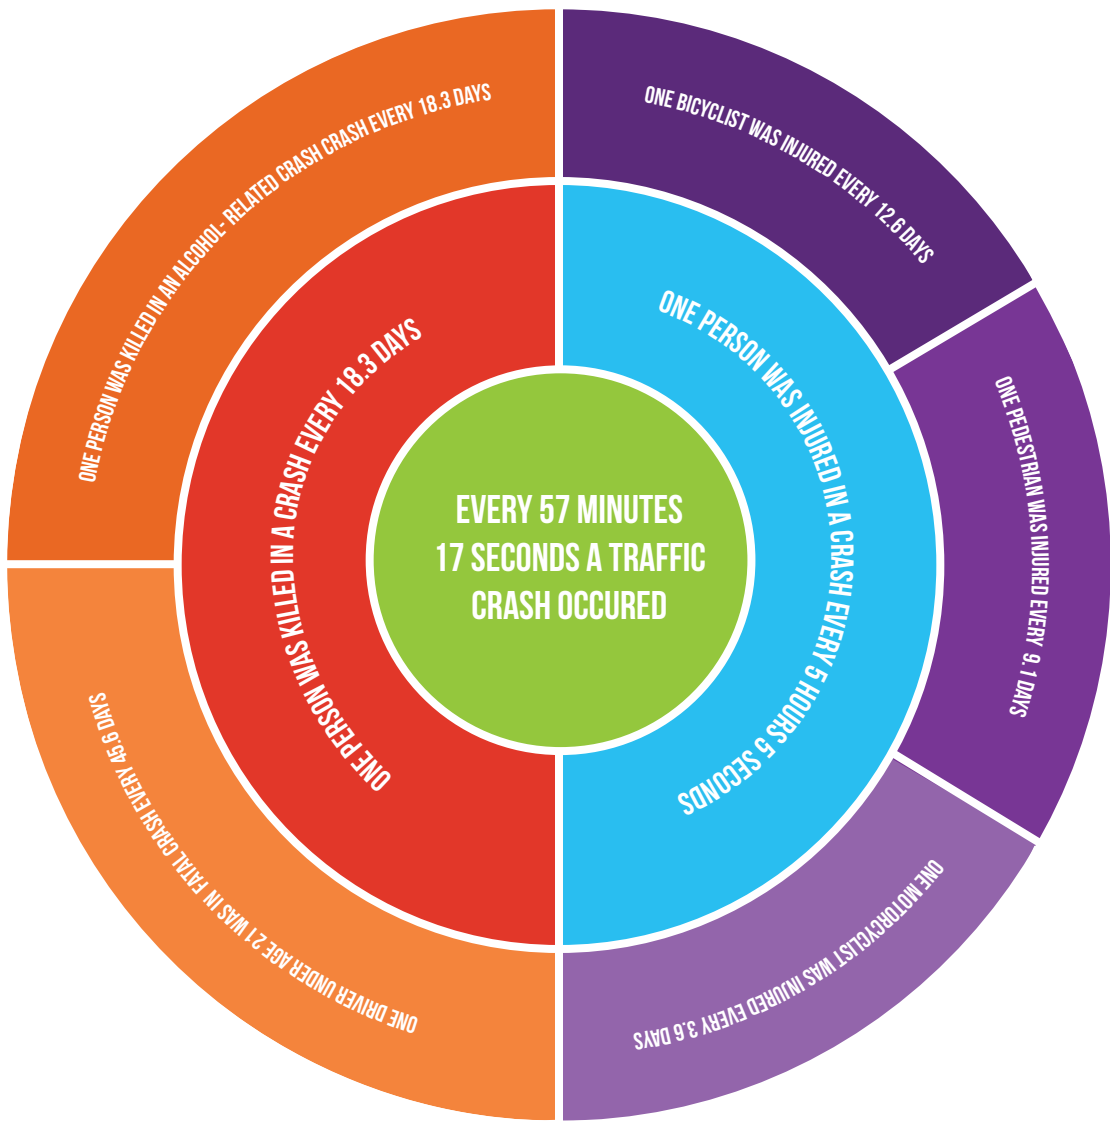 EVERY 57 MINUTES
17 SECONDS A TRAFFIC
CRASH OCCURED
ONE PERSON WAS KILLED IN A CRASH EVERY 18.3 DAYS
ONE PERSON WAS INJURED IN A CRASH EVERY 5 HOURS 5 SECONDS
ONE PERSON WAS KILLED IN AN ALCOHOL- RELATED CRASH CRASH EVERY 18.3 DAYS
ONE DRIVER UNDER AGE 21 WAS IN FATAL CRASH EVERY 45.6 DAYS
ONE BICYCLIST WAS INJURED EVERY 12.6 DAYS
ONE PEDESTRIAN WAS INJURED EVERY 9.1 DAYS
ONE MOTORCYCLIST WAS INJURED EVERY 3.6 DAYS